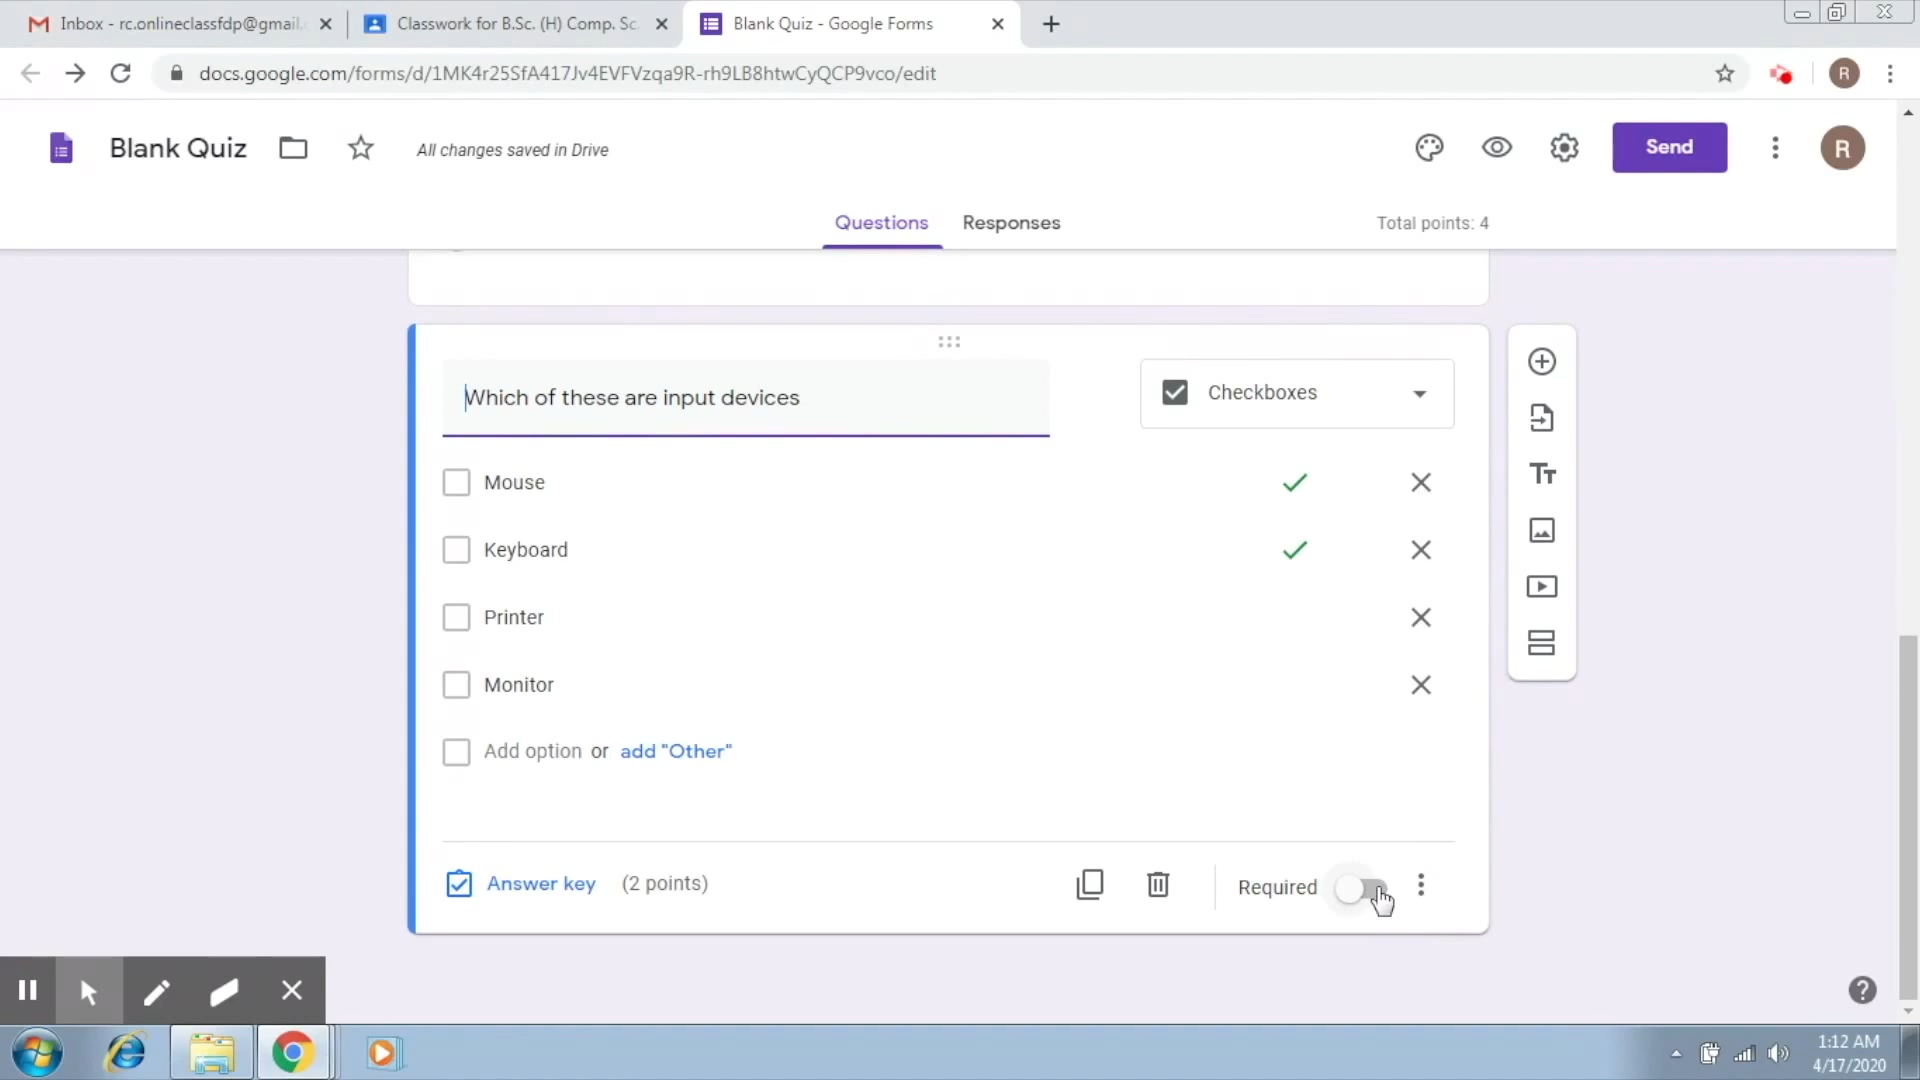 Inbox - rc.onlineclassfdp@gmail.
Classwork for B.Sc. (H) Comp. Sc.
Blank Quiz - Google Forms
docs.google.com/forms/d/1MK4r25SfA417Jv4EVFVzqa9R-rh9LB8htwCyQCP9vco/edit
R
Blank Quiz
All changes saved in Drive
Send
R
Questions
Responses
Total points: 4
Which of these are input devices
Checkboxes
Mouse
Keyboard
Printer
Monitor
Add option or add "Other"
Answer key (2 points)
Required
1:12 AM
4/17/2020